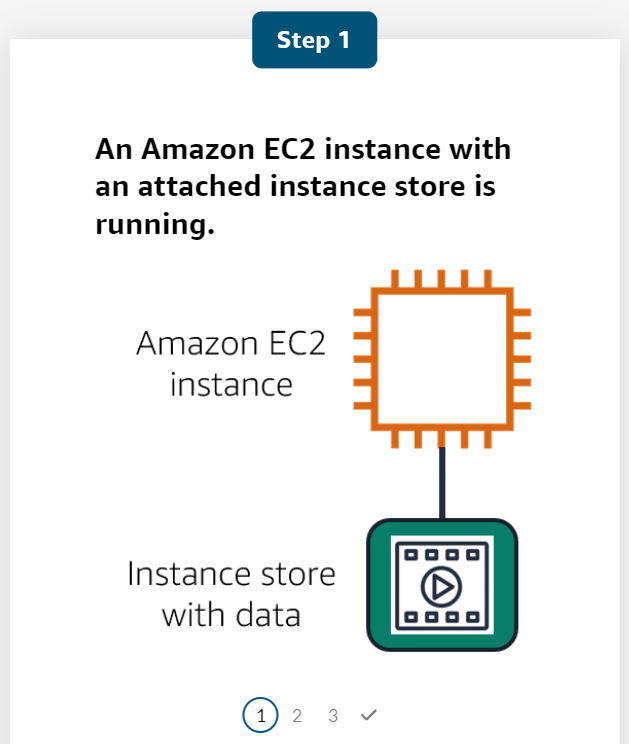 Step 1
An Amazon EC2 instance with
an attached instance store is
running.
Amazon EC2
instance
Instance store
with data
1 2 3